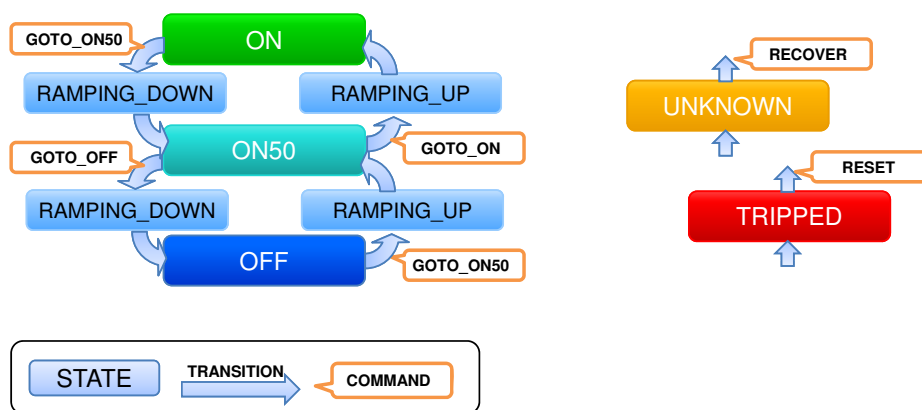 GOTO_ON50
ON
RECOVER
RAMPING_DOWN
RAMPING_UP
UNKNOWN
GOTO_OFF
ON50
GOTO_ON
RESET
RAMPING_DOWN
RAMPING_UP
TRIPPED
OFF
GOTO_ON50
STATE
TRANSITION
COMMAND